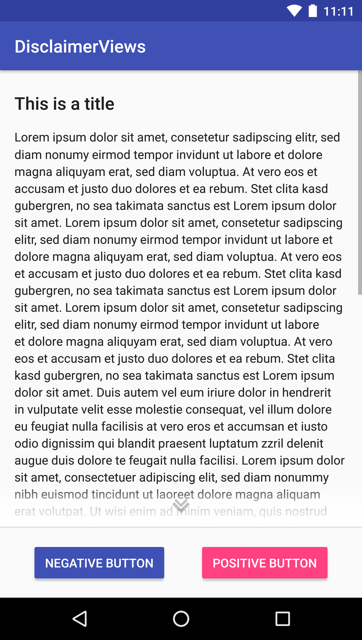 11:11
DisclaimerViews
This is a title
Lorem ipsum dolor sit amet, consetetur sadipscing elitr, sed
diam nonumy eirmod tempor invidunt ut labore et dolore
magna aliquyam erat, sed diam voluptua. At vero eos et
accusam et justo duo dolores et ea rebum. Stet clita kasd
gubergren, no sea takimata sanctus est Lorem ipsum dolor
sit amet. Lorem ipsum dolor sit amet, consetetur sadipscing
elitr, sed diam nonumy eirmod tempor invidunt ut labore et
dolore magna aliquyam erat, sed diam voluptua. At vero eos
et accusam et justo duo dolores et ea rebum. Stet clita kasd
gubergren, no sea takimata sanctus est Lorem ipsum dolor
sit amet. Lorem ipsum dolor sit amet, consetetur sadipscing
elitr, sed diam nonumy eirmod tempor invidunt ut labore
et dolore magna aliquyam erat, sed diam voluptua. At vero
eos et accusam et justo duo dolores et ea rebum. Stet clita
kasd gubergren, no sea takimata sanctus est Lorem ipsum
dolor sit amet. Duis autem vel eum iriure dolor in hendrerit
in vulputate velit esse molestie consequat, vel illum dolore
eu feugiat nulla facilisis at vero eros et accumsan et iusto
odio dignissim qui blandit praesent luptatum zzril delenit
augue duis dolore te feugait nulla facilisi. Lorem ipsum dolor
sit amet, consectetuer adipiscing elit, sed diam nonummy
nibh euismod tincidunt ut laoreet dolore magna aliquam
erat volutpat. Ut wisi enim ad minim veniam, quis nostrud
NEGATIVE BUTTON
POSITIVE BUTTON